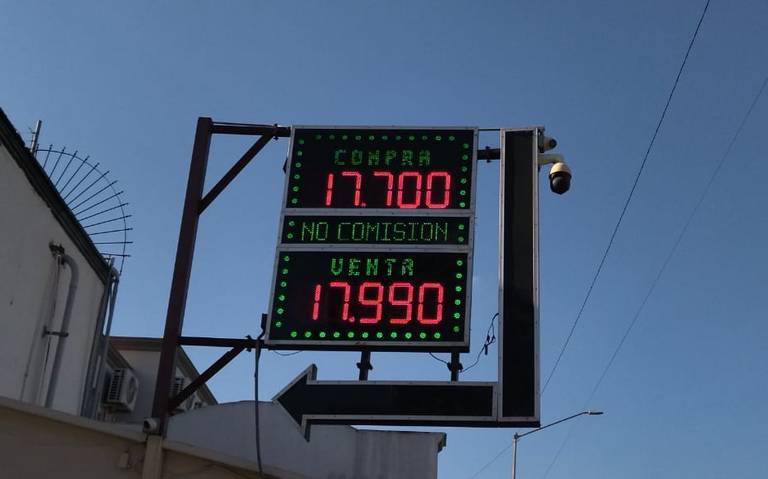 COMPRA
17.700
NO COMISION
VENTA
17.990